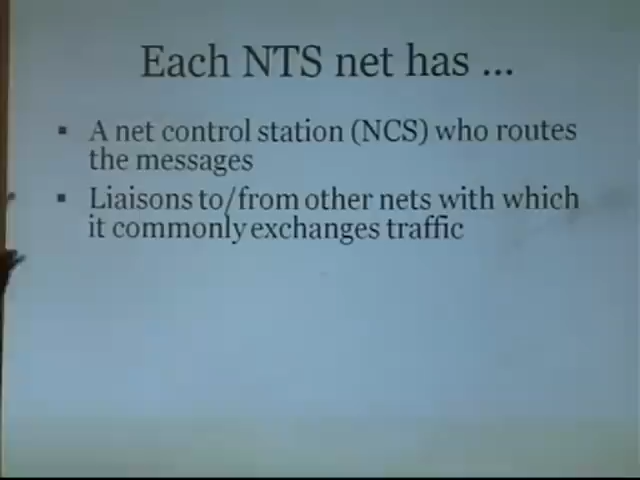 Each NTS net has ...
▪ A net control station (NCS) who routes
the messages
▪ Liaisons to/from other nets with which
it commonly exchanges traffic